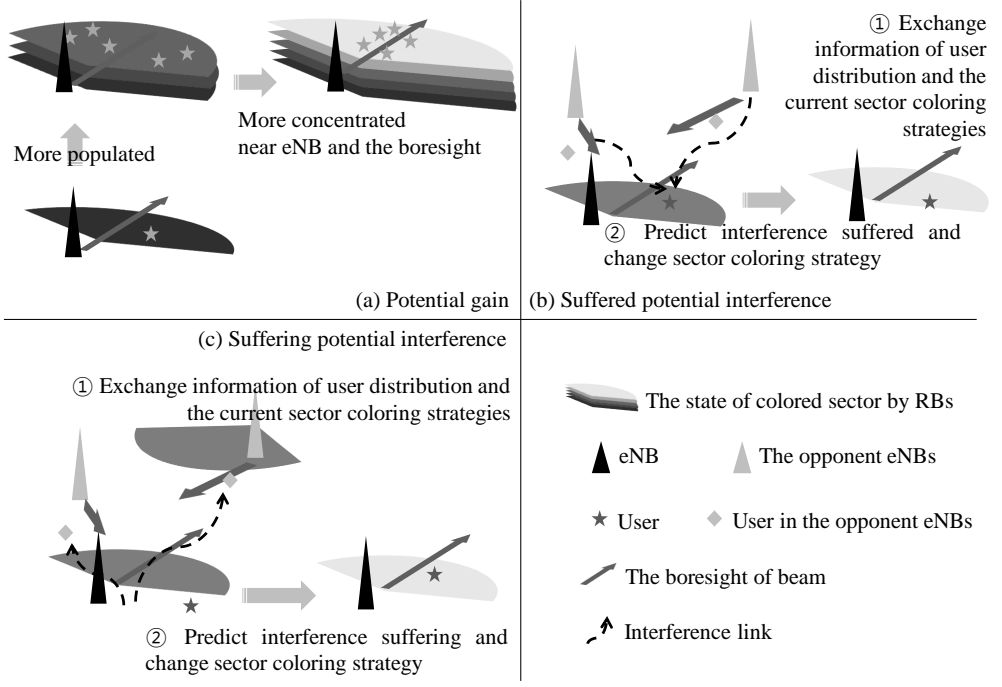 More populated
More concentrated
near eNB and the boresight
(a) Potential gain
① Exchange
information of user
distribution and the
current sector coloring
strategies
② Predict interference suffered and
change sector coloring strategy
(b) Suffered potential interference
(c) Suffering potential interference
① Exchange information of user distribution and
the current sector coloring strategies
② Predict interference suffering and
change sector coloring strategy
The state of colored sector by RBs
eNB
The opponent eNBs
User
User in the opponent eNBs
The boresight of beam
Interference link